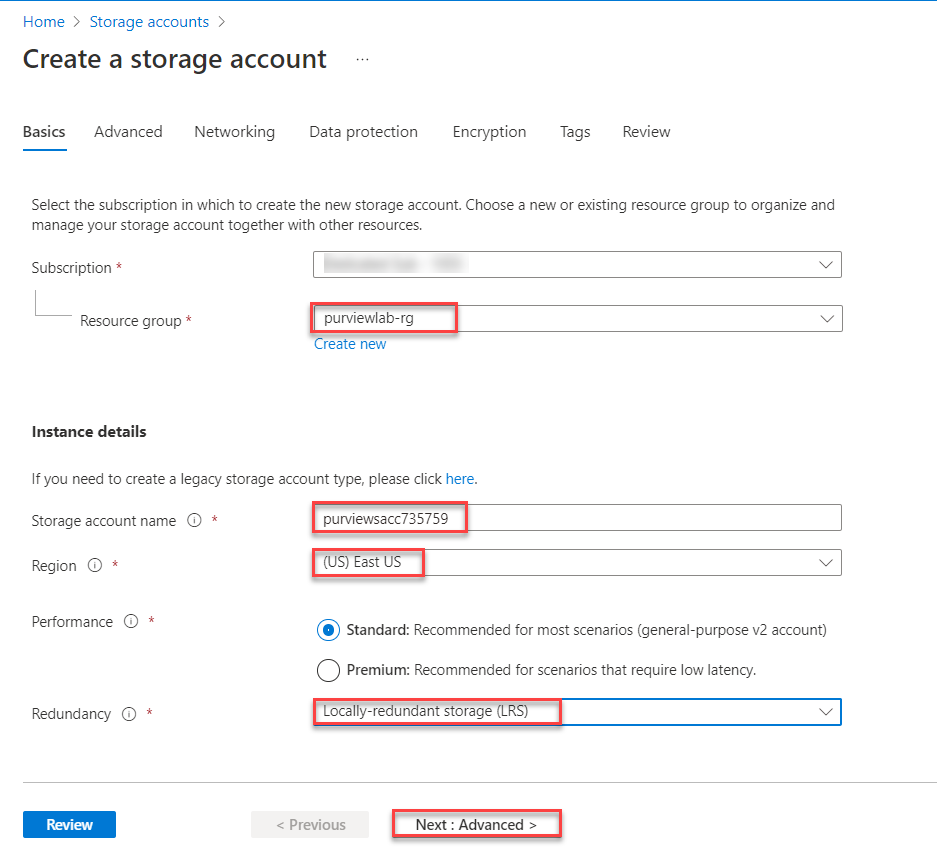 Home > Storage accounts >
Create a storage account ...
Basics Advanced Networking Data protection Encryption Tags Review
Select the subscription in which to create the new storage account. Choose a new or existing resource group to organize and
manage your storage account together with other resources.
Subscription *
Resource group * purviewlab-rg
Create new
Instance details
If you need to create a legacy storage account type, please click here.
Storage account name * purviewsacc735759
Region * (US) East US
Performance *
Standard: Recommended for most scenarios (general-purpose v2 account)
Premium: Recommended for scenarios that require low latency.
Redundancy * Locally-redundant storage (LRS)
Review < Previous Next : Advanced >